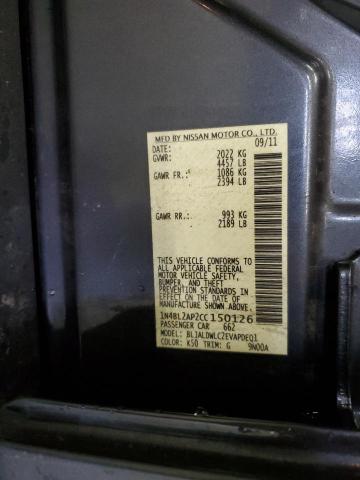 MFD BY NISSAN MOTOR CO., LTD.
DATE: 09/11
GVWR: 2022 KG
4457 LB
GAWR FR.: 1086 KG
2394 LB
GAWR RR.: 993 KG
2189 LB
THIS VEHICLE CONFORMS TO
ALL APPLICABLE FEDERAL
MOTOR VEHICLE SAFETY,
BUMPER, AND THEFT
PREVENTION STANDARDS
IN EFFECT ON THE DATE OF
MANUFACTURE SHOWN ABOVE.
1N4BL2AP2CC150126
PASSENGER CAR 662
MODEL: BL1ALDWLCZEVAPDEQ1
COLOR: K50 TRIM: G 9N00A